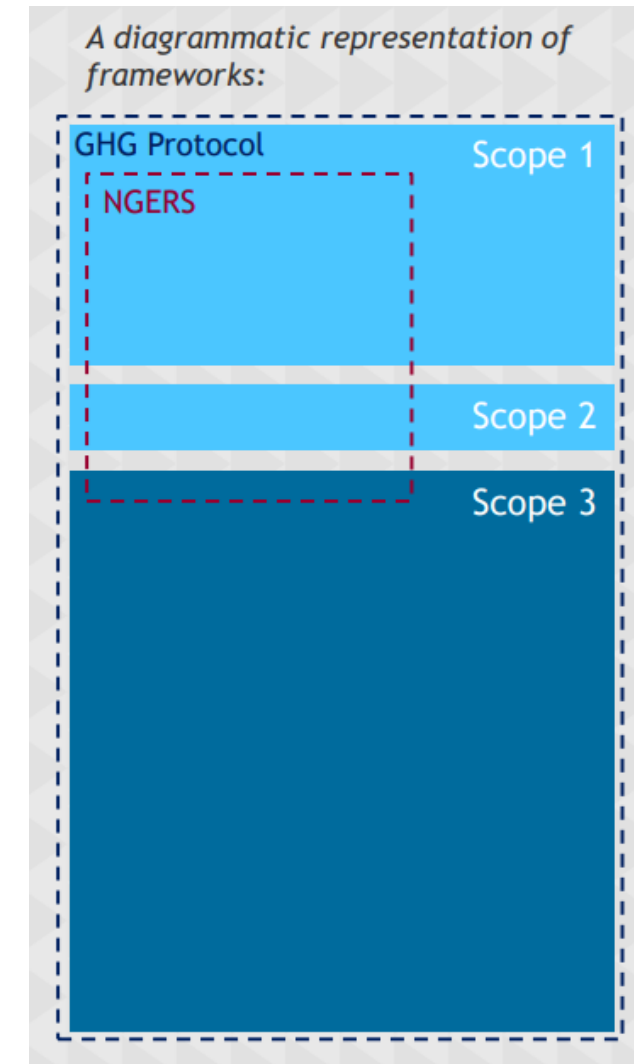 A diagrammatic representation of
frameworks:
GHG Protocol
Scope 1
NGERS
Scope 2
Scope 3